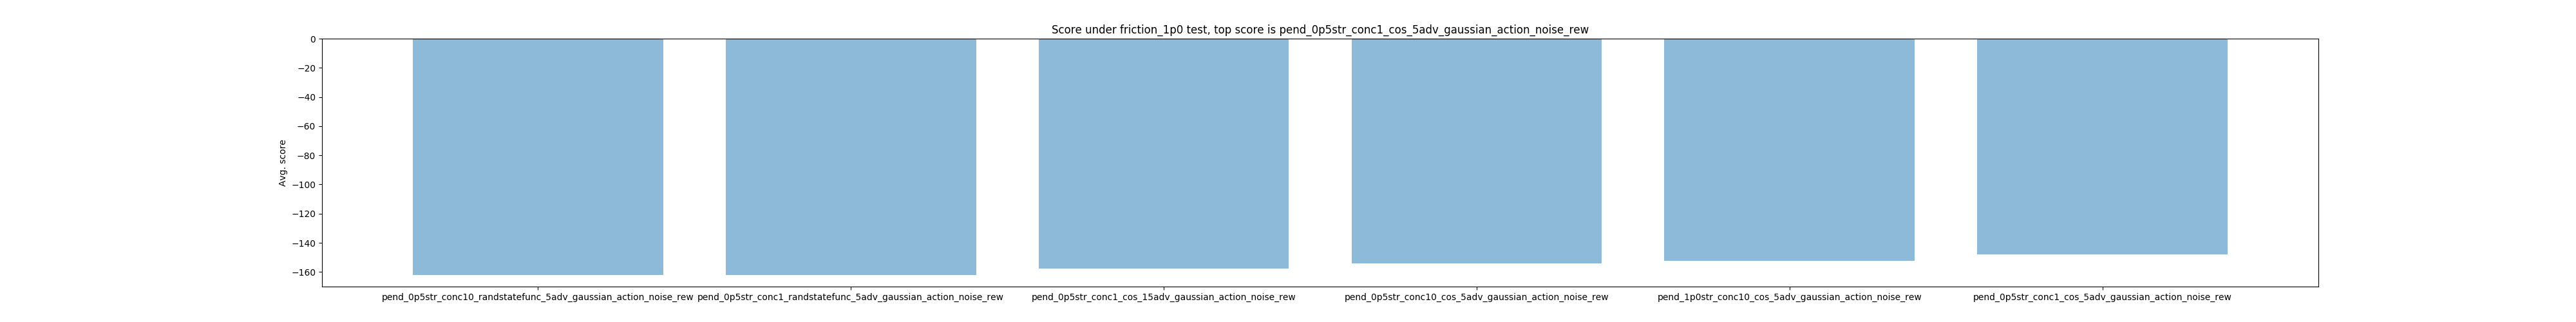 Score under friction_1p0 test, top score is pend_0p5str_conc1_cos_5adv_gaussian_action_noise_rew
Avg. score
0
−20
−40
−60
−80
−100
−120
−140
−160
pend_0p5str_conc10_randstatefunc_5adv_gaussian_action_noise_rew
pend_0p5str_conc1_randstatefunc_5adv_gaussian_action_noise_rew
pend_0p5str_conc1_cos_15adv_gaussian_action_noise_rew
pend_0p5str_conc10_cos_5adv_gaussian_action_noise_rew
pend_1p0str_conc10_cos_5adv_gaussian_action_noise_rew
pend_0p5str_conc1_cos_5adv_gaussian_action_noise_rew